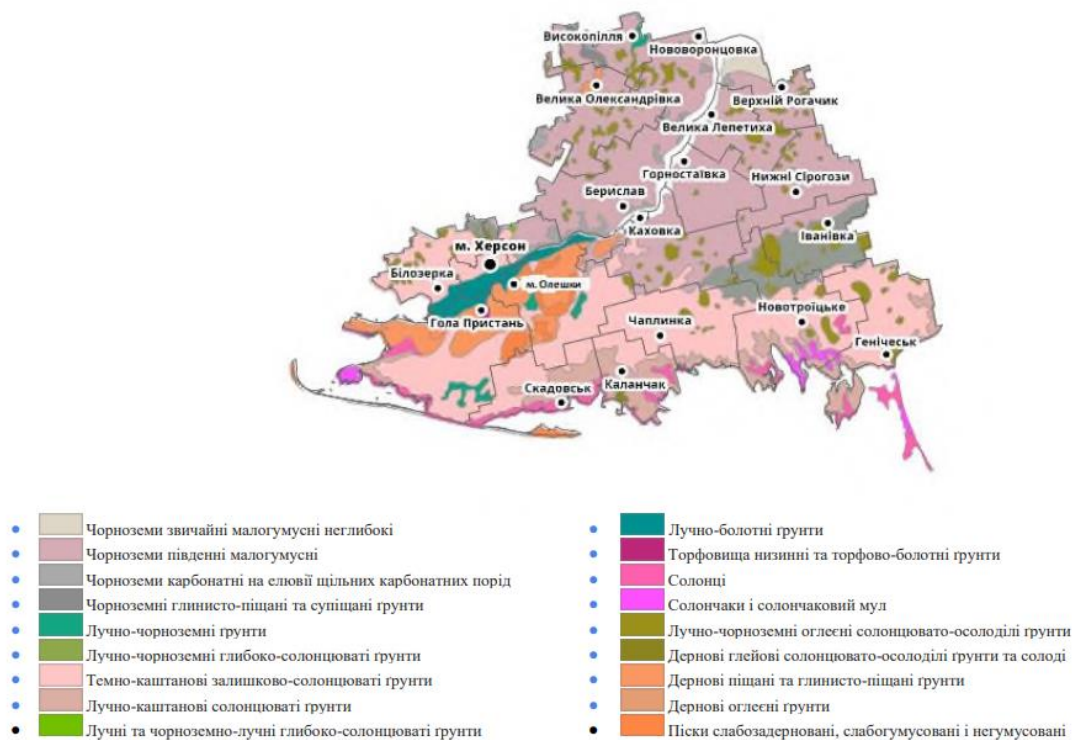 Високопілля
Нововоронцовка
Велика Олександрівка
Верхній Рогачик
Велика Лепетиха
Горностаївка
Нижні Сірогози
Берислав
Каховка
Іванівка
м. Херсон
Білозерка
м. Олешки
Гола Пристань
Новотроїцьке
Чаплинка
Генічеськ
Скадовськ
Каланчак
Чорноземи звичайні малогумусні неглибокі
Чорноземи південні малогумусні
Чорноземи карбонатні на елювії щільних карбонатних порід
Чорноземні глинисто-піщані та супіщані ґрунти
Лучно-чорноземні ґрунти
Лучно-чорноземні глибоко-солонцюваті ґрунти
Темно-каштанові залишково-солонцюваті ґрунти
Лучно-каштанові солонцюваті ґрунти
Лучні та чорноземно-лучні глибоко-солонцюваті ґрунти
Лучно-болотні ґрунти
Торфовища низинні та торфово-болотні ґрунти
Солонці
Солончаки і солончаковий мул
Лучно-чорноземні оглеєні солонцювато-осолоділі ґрунти
Дернові глейові солонцювато-осолоділі ґрунти та солоді
Дернові піщані та глинисто-піщані ґрунти
Дернові оглеєні ґрунти
Піски слабозадерновані, слабогумусовані і негумусовані